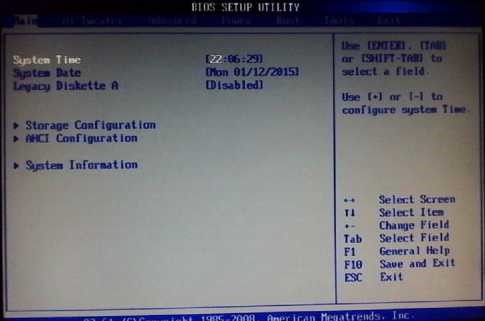 BIOS SETUP UTILITY
Main Ai Tweaker Advanced Power Boot Tools Exit
System Time [22:06:29]
System Date [Mon 01/12/2015]
Legacy Diskette A [Disabled]
▶ Storage Configuration
▶ AHCI Configuration
▶ System Information
Use [ENTER], [TAB]
or [SHIFT-TAB] to
select a field.
Use [+] or [-] to
configure system Time.
↔ Select Screen
↑↓ Select Item
+- Change Field
Tab Select Field
F1 General Help
F10 Save and Exit
ESC Exit
(C)Copyright 1985-2008, American Megatrends, Inc.